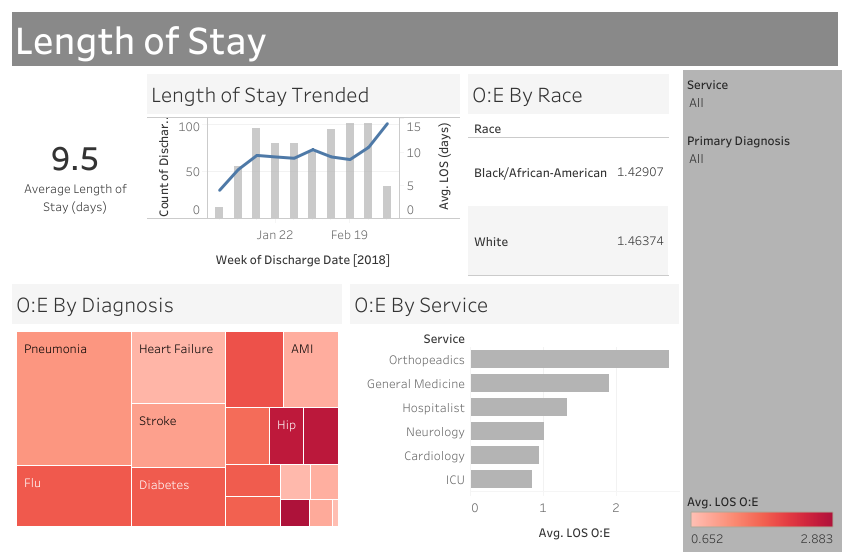 Length of Stay
9.5
Average Length of
Stay (days)
Length of Stay Trended
Count of Dischar..
100
50
0
15
10
5
0
Avg. LOS (days)
Jan 22
Feb 19
Week of Discharge Date [2018]
O:E By Race
Race
Black/African-American 1.42907
White 1.46374
Service
All
Primary Diagnosis
All
O:E By Diagnosis
Pneumonia
Heart Failure
AMI
Stroke
Hip
Flu
Diabetes
O:E By Service
Service
Orthopeadics
General Medicine
Hospitalist
Neurology
Cardiology
ICU
0 1 2
Avg. LOS O:E
Avg. LOS O:E
0.652 2.883